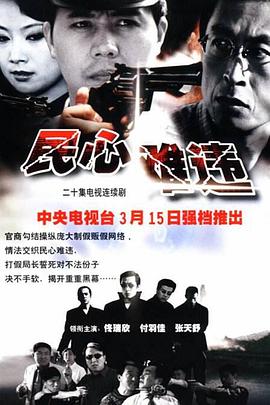 民心难违
二十集电视连续剧
中央电视台3月15日强档推出
官商勾结操纵庞大制假贩假网络，
情法交织民心难违。
打假局长誓死对不法份子
决不手软、揭开重重黑幕……
领衔主演：佟瑞欣 付羽佳 张天舒